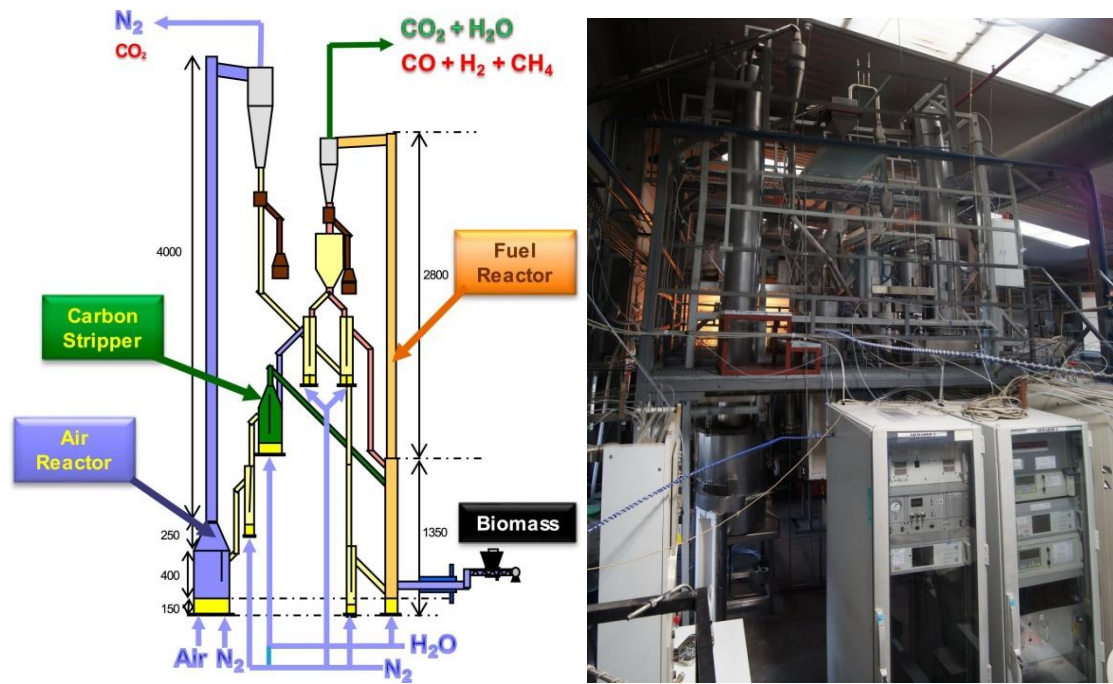 N₂
CO₂
CO₂ + H₂O
CO + H₂ + CH₄
4000
2800
Fuel
Reactor
Carbon
Stripper
Air
Reactor
250
400
150
1350
Biomass
Air N₂
H₂O
N₂